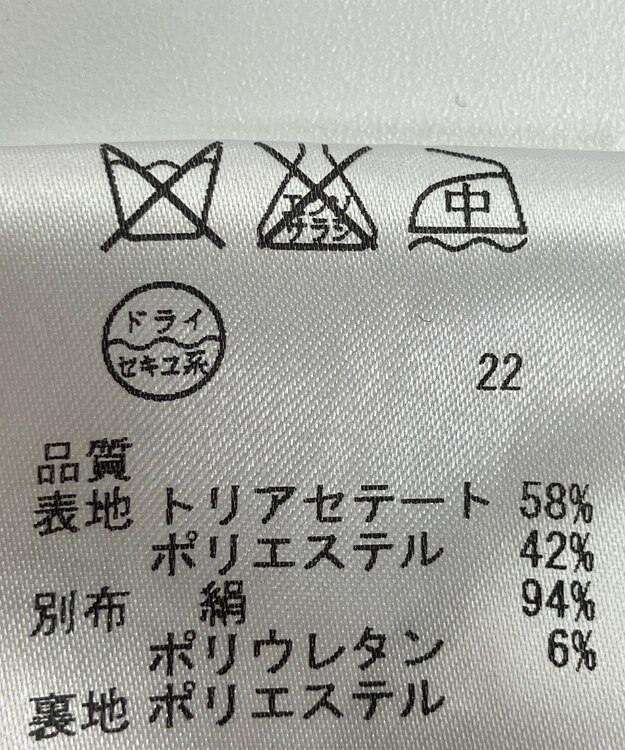 エンソ
サラシ
中
ドライ
セキユ系
22
品質
表地 トリアセテート 58%
ポリエステル 42%
別布 絹 94%
ポリウレタン 6%
裏地 ポリエステル